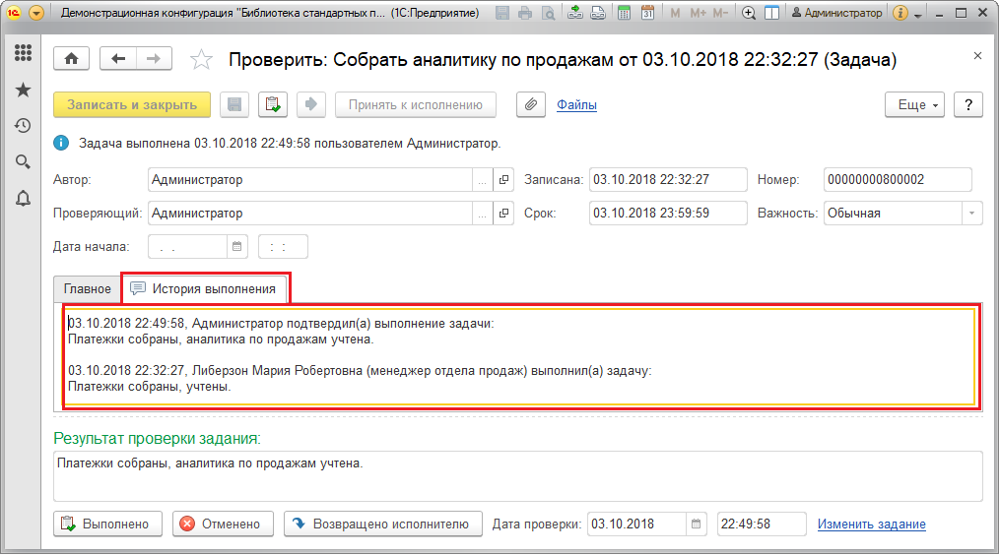 Демонстрационная конфигурация "Библиотека стандартных п... (1С:Предприятие)
M M+ M-
Администратор
Проверить: Собрать аналитику по продажам от 03.10.2018 22:32:27 (Задача)
Записать и закрыть
Принять к исполнению
Файлы
Еще
?
Задача выполнена 03.10.2018 22:49:58 пользователем Администратор.
Автор: Администратор ... Записана: 03.10.2018 22:32:27 Номер: 00000000800002
Проверяющий: Администратор ... Срок: 03.10.2018 23:59:59 Важность: Обычная
Дата начала: . . : :
Главное История выполнения
03.10.2018 22:49:58, Администратор подтвердил(а) выполнение задачи:
Платежки собраны, аналитика по продажам учтена.
03.10.2018 22:32:27, Либерзон Мария Робертовна (менеджер отдела продаж) выполнил(а) задачу:
Платежки собраны, учтены.
Результат проверки задания:
Платежки собраны, аналитика по продажам учтена.
Выполнено Отменено Возвращено исполнителю Дата проверки: 03.10.2018 22:49:58 Изменить задание